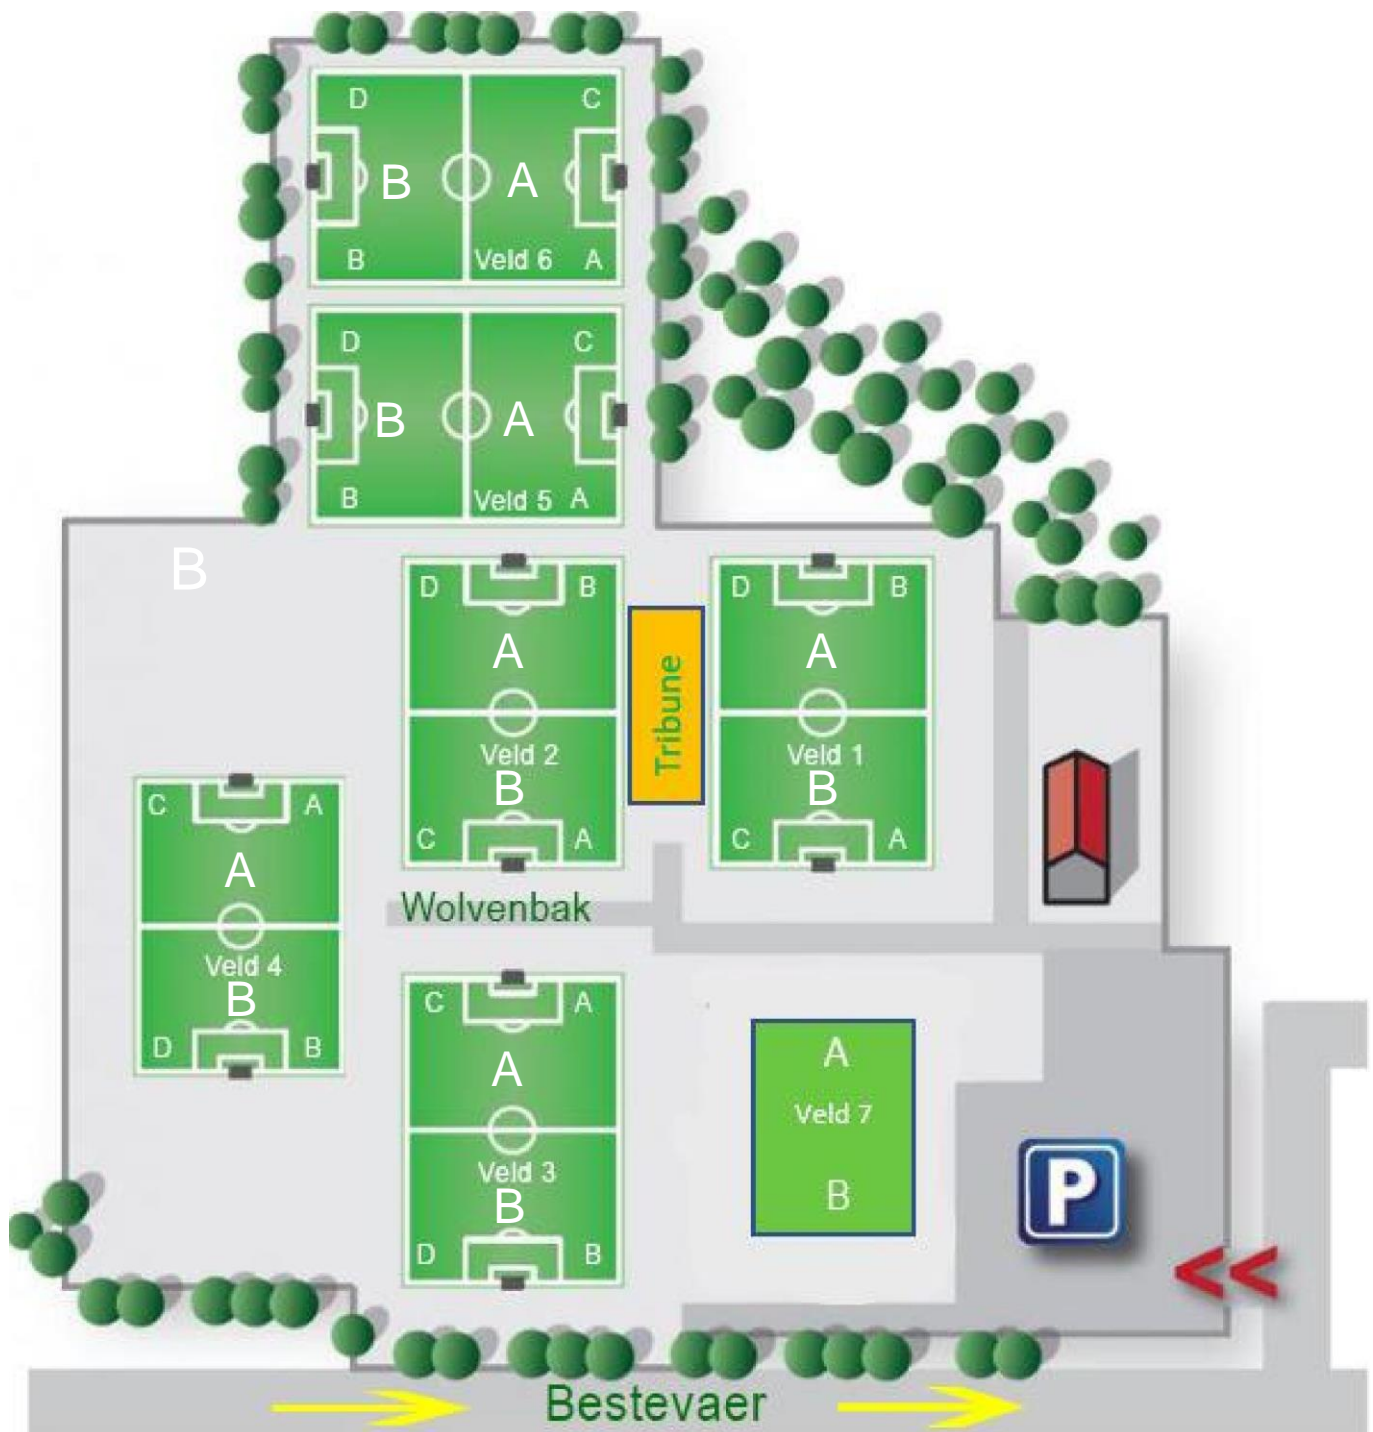 D C
B A
B Veld 6 A
D C
B A
B Veld 5 A
B
D B
A
Veld 2
B
C A
Tribune
D B
A
Veld 1
B
C A
Wolvenbak
C A
A
Veld 4
B
D B
C A
A
Veld 3
B
D B
A
Veld 7
B
P
<<
Bestevaer